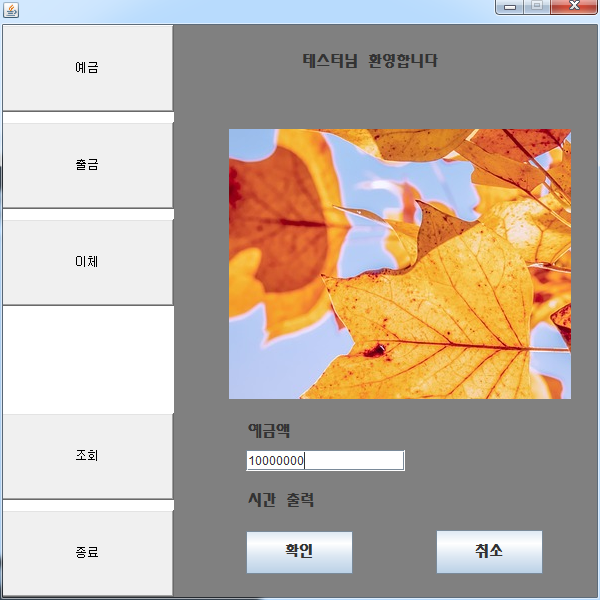 예금
출금
이체
조회
종료
테스터님 환영합니다
예금액
10000000
시간 출력
확인
취소